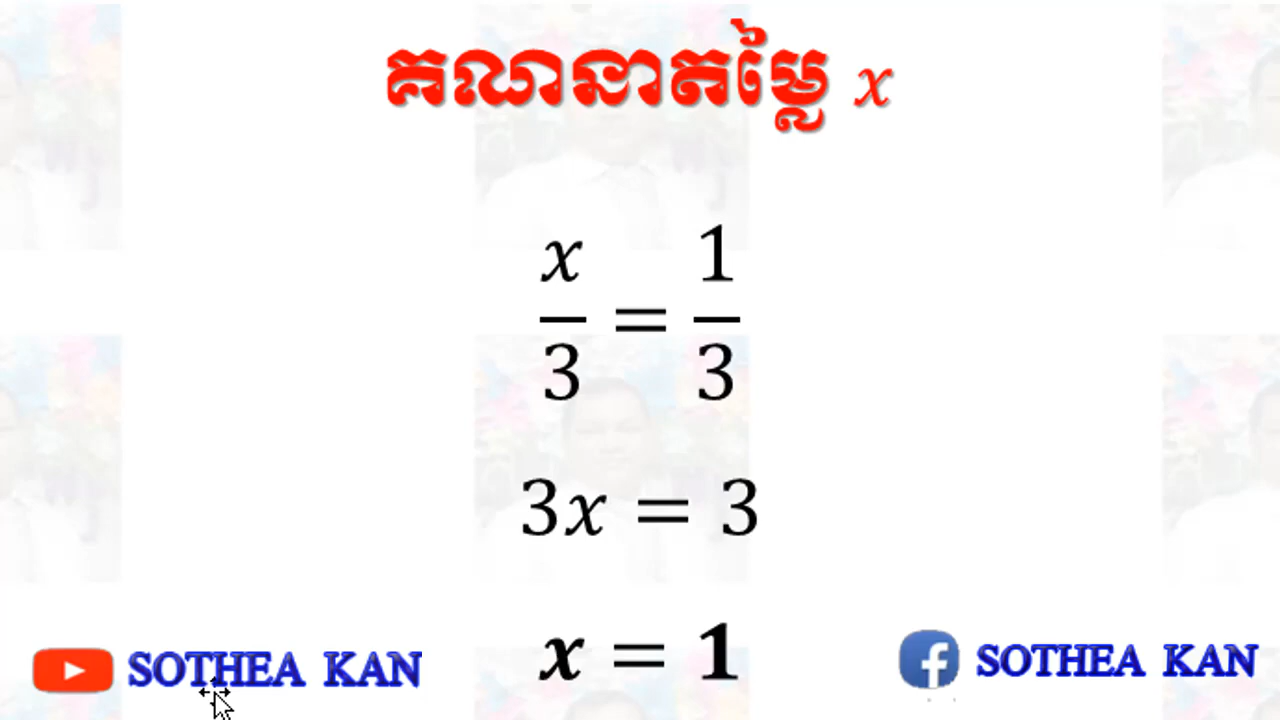 គណនាតម្លៃ x
x/3 = 1/3
3x = 3
x = 1
SOTHEA KAN
SOTHEA KAN